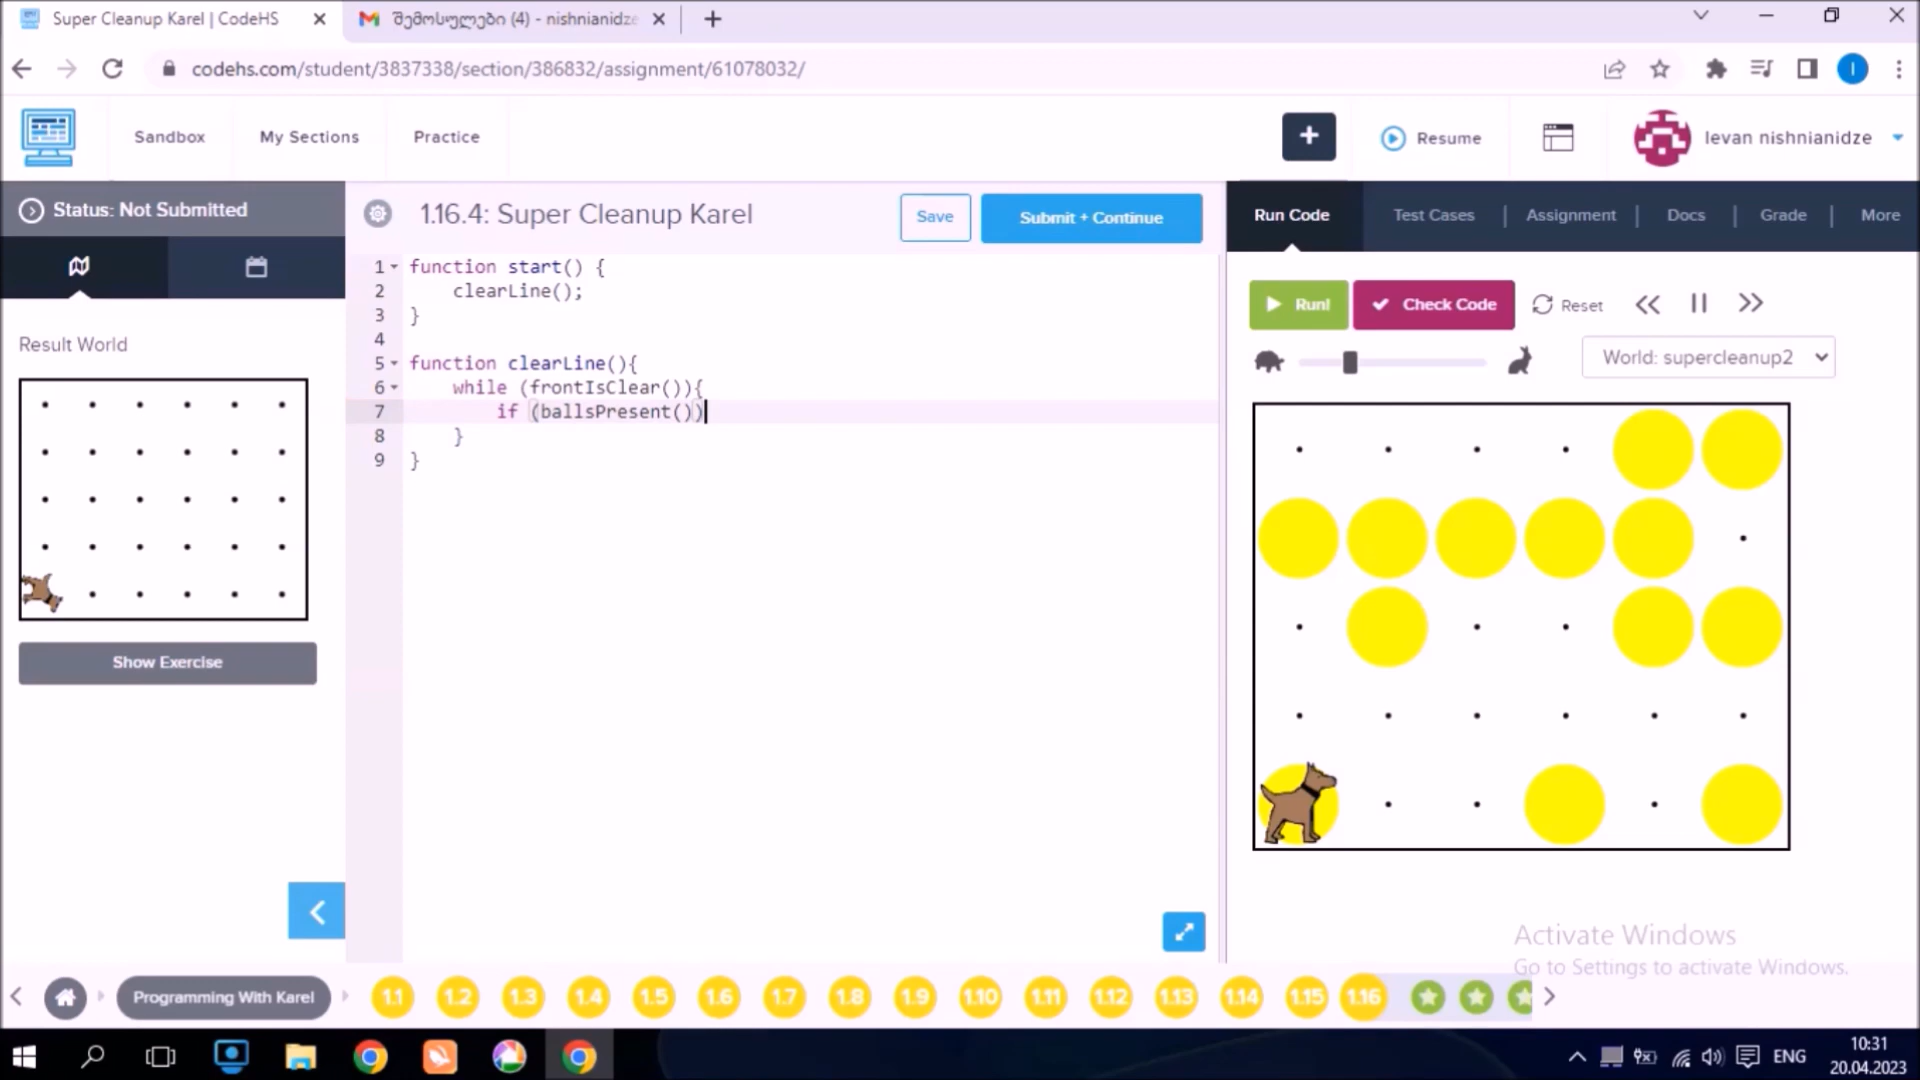 Super Cleanup Karel | CodeHS
შემოსულები (4) - nishnianidze
codehs.com/student/3837338/section/386832/assignment/61078032/
I
Sandbox
My Sections
Practice
+
Resume
levan nishnianidze
Status: Not Submitted
1.16.4: Super Cleanup Karel
Save
Submit + Continue
Run Code
Test Cases
Assignment
Docs
Grade
More
Result World
Show Exercise
1 function start() {
2 clearLine();
3 }
4
5 function clearLine(){
6 while (frontIsClear()){
7 if (ballsPresent())
8 }
9 }
Run!
Check Code
Reset
World: supercleanup2
Activate Windows
Go to Settings to activate Windows.
Programming With Karel
1.1
1.2
1.3
1.4
1.5
1.6
1.7
1.8
1.9
1.10
1.11
1.12
1.13
1.14
1.15
1.16
ENG
10:31
20.04.2023